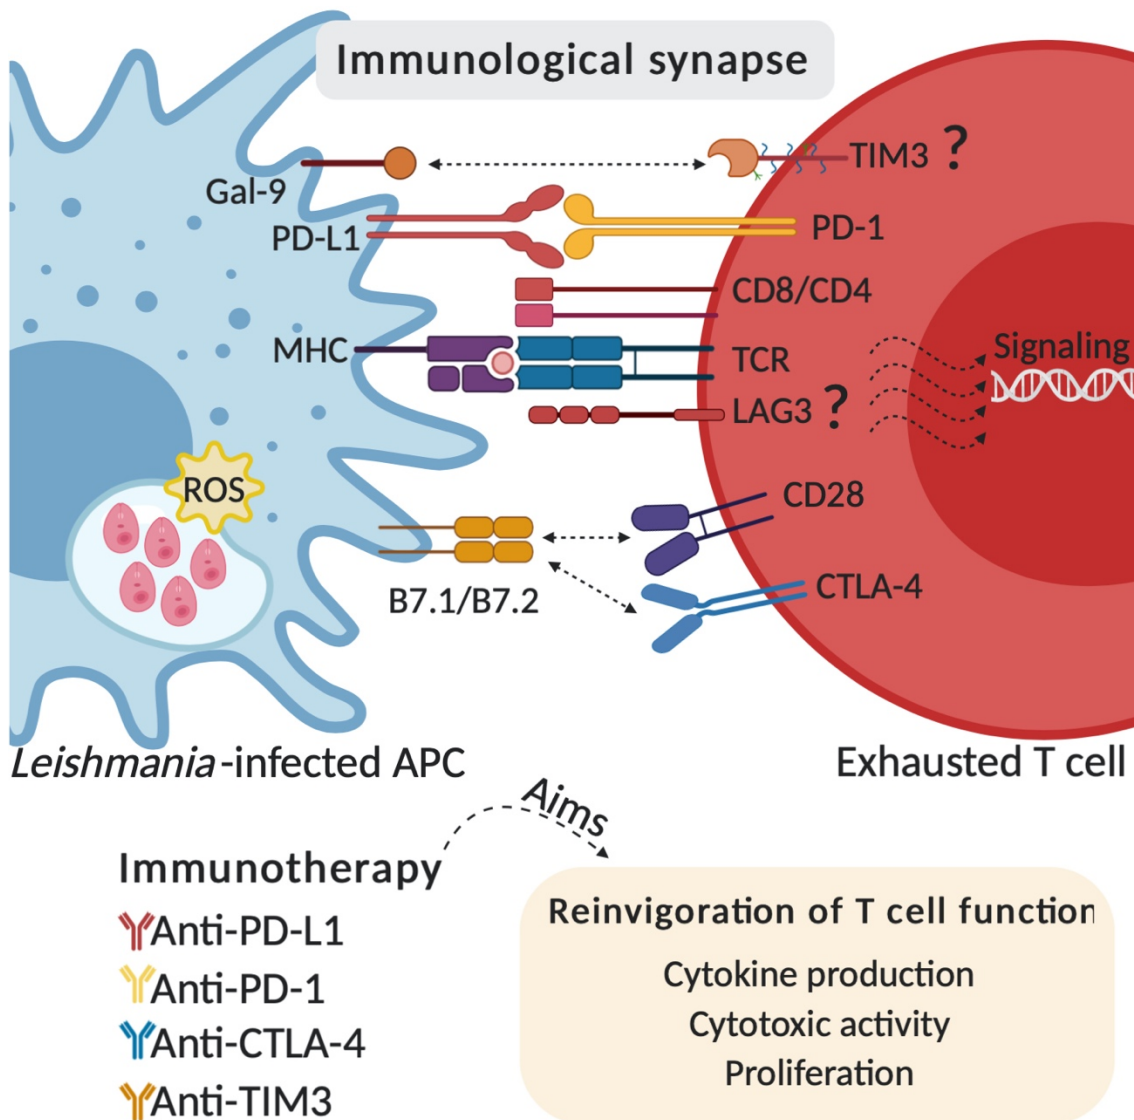 Immunological synapse
Gal-9
TIM3 ?
PD-L1
PD-1
CD8/CD4
MHC
TCR
Signaling
LAG3 ?
ROS
CD28
B7.1/B7.2
CTLA-4
Leishmania-infected APC
Exhausted T cell
Aims
Immunotherapy
Anti-PD-L1
Anti-PD-1
Anti-CTLA-4
Anti-TIM3
Reinvigoration of T cell function
Cytokine production
Cytotoxic activity
Proliferation